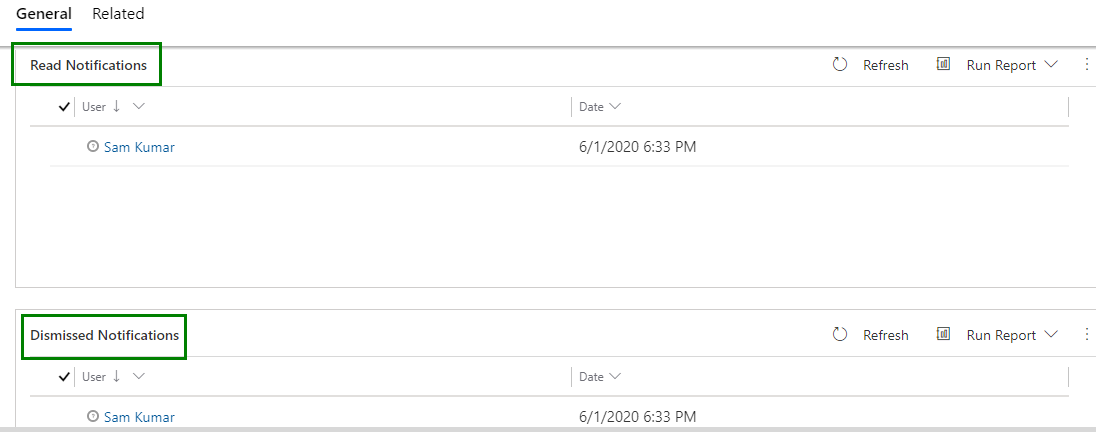 General Related
Read Notifications Refresh Run Report
User Date
Sam Kumar 6/1/2020 6:33 PM
Dismissed Notifications Refresh Run Report
User Date
Sam Kumar 6/1/2020 6:33 PM